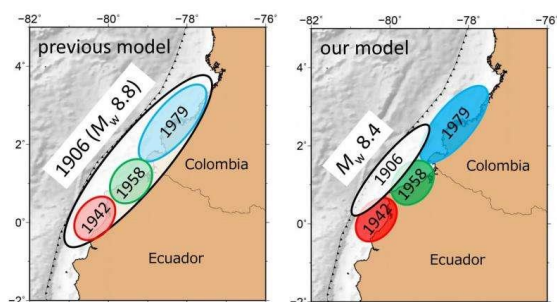 −82˚ −80˚ −78˚ −76˚
previous model
4˚
1906 (Mw 8.8)
1979
2˚
Colombia
1958
0˚
1942
Ecuador
−2˚
−82˚ −80˚ −78˚ −76˚
our model
4˚
Mw 8.4
1979
2˚
1906
Colombia
1958
0˚
1942
Ecuador
−2˚